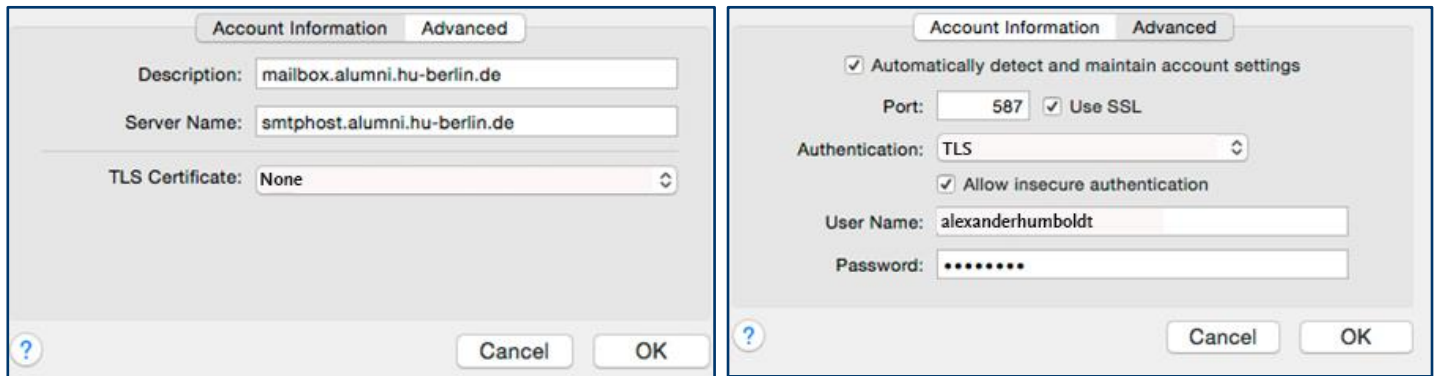 Account Information Advanced
Description: mailbox.alumni.hu-berlin.de
Server Name: smtphost.alumni.hu-berlin.de
TLS Certificate: None
? Cancel OK
Account Information Advanced
Automatically detect and maintain account settings
Port: 587 Use SSL
Authentication: TLS
Allow insecure authentication
User Name: alexanderhumboldt
Password: ••••••••
? Cancel OK